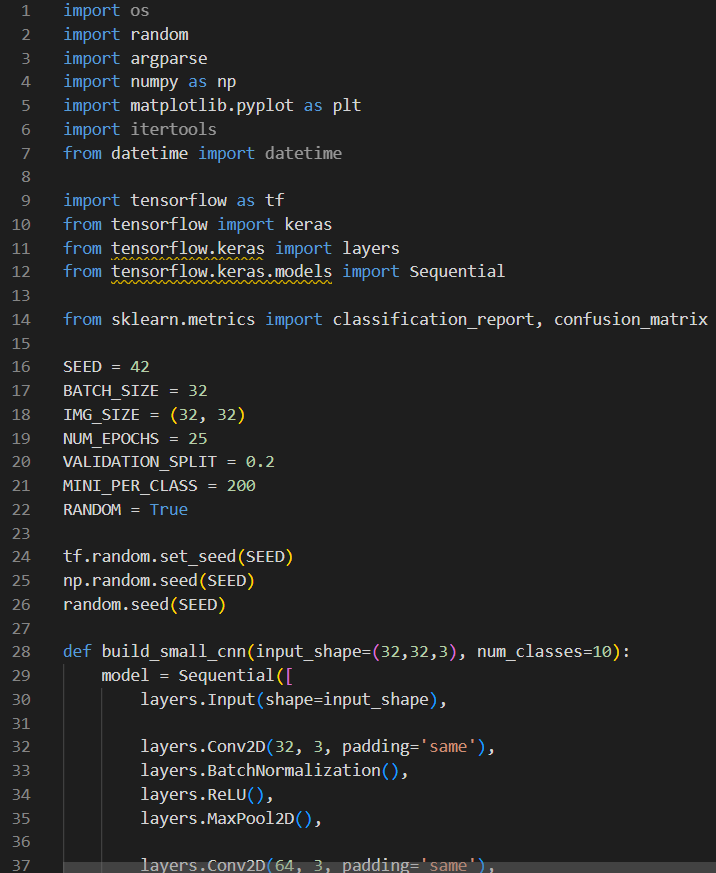 1 import os
2 import random
3 import argparse
4 import numpy as np
5 import matplotlib.pyplot as plt
6 import itertools
7 from datetime import datetime
8
9 import tensorflow as tf
10 from tensorflow import keras
11 from tensorflow.keras import layers
12 from tensorflow.keras.models import Sequential
13
14 from sklearn.metrics import classification_report, confusion_matrix
15
16 SEED = 42
17 BATCH_SIZE = 32
18 IMG_SIZE = (32, 32)
19 NUM_EPOCHS = 25
20 VALIDATION_SPLIT = 0.2
21 MINI_PER_CLASS = 200
22 RANDOM = True
23
24 tf.random.set_seed(SEED)
25 np.random.seed(SEED)
26 random.seed(SEED)
27
28 def build_small_cnn(input_shape=(32,32,3), num_classes=10):
29     model = Sequential([
30         layers.Input(shape=input_shape),
31
32         layers.Conv2D(32, 3, padding='same'),
33         layers.BatchNormalization(),
34         layers.ReLU(),
35         layers.MaxPool2D(),
36
37         layers.Conv2D(64, 3, padding='same'),